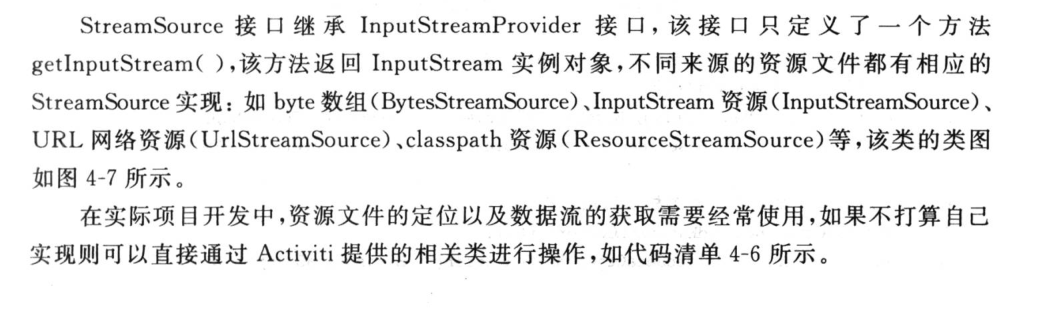 StreamSource 接口继承 InputStreamProvider 接口,该接口只定义了一个方法
getInputStream( ),该方法返回 InputStream 实例对象,不同来源的资源文件都有相应的
StreamSource 实现：如 byte 数组(BytesStreamSource)、InputStream 资源(InputStreamSource)、
URL 网络资源(UrlStreamSource)、classpath 资源(ResourceStreamSource)等,该类的类图
如图 4-7 所示。
在实际项目开发中,资源文件的定位以及数据流的获取需要经常使用,如果不打算自己
实现则可以直接通过 Activiti 提供的相关类进行操作,如代码清单 4-6 所示。